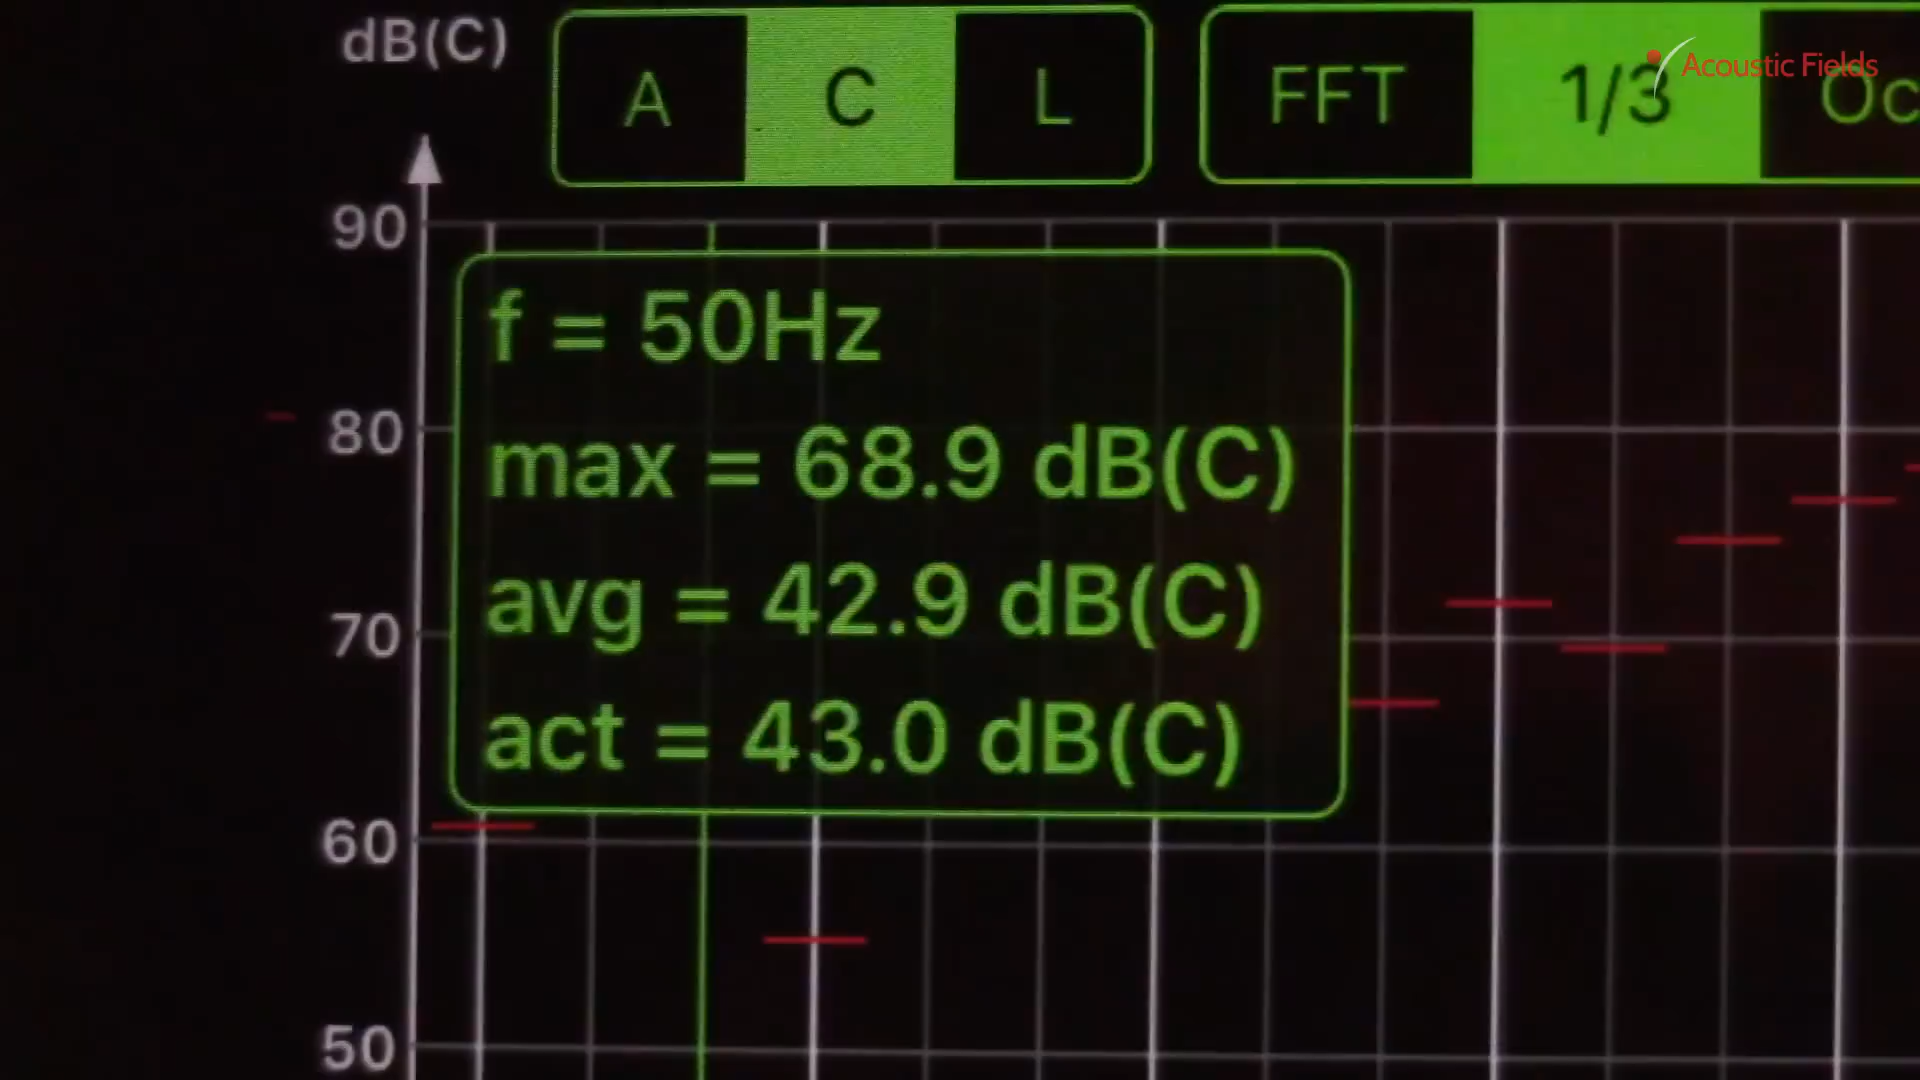 dB(C)
A C L
FFT 1/3 Oc
Acoustic Fields
90
f = 50Hz
80
max = 68.9 dB(C)
avg = 42.9 dB(C)
70
act = 43.0 dB(C)
60
50